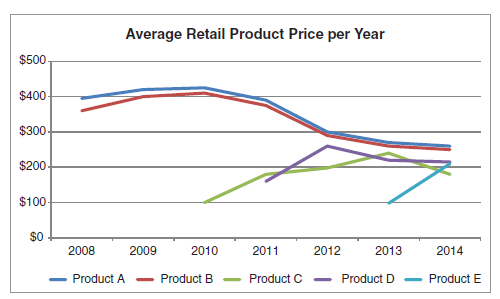 Average Retail Product Price per Year
$500
$400
$300
$200
$100
$0
2008 2009 2010 2011 2012 2013 2014
Product A Product B Product C Product D Product E